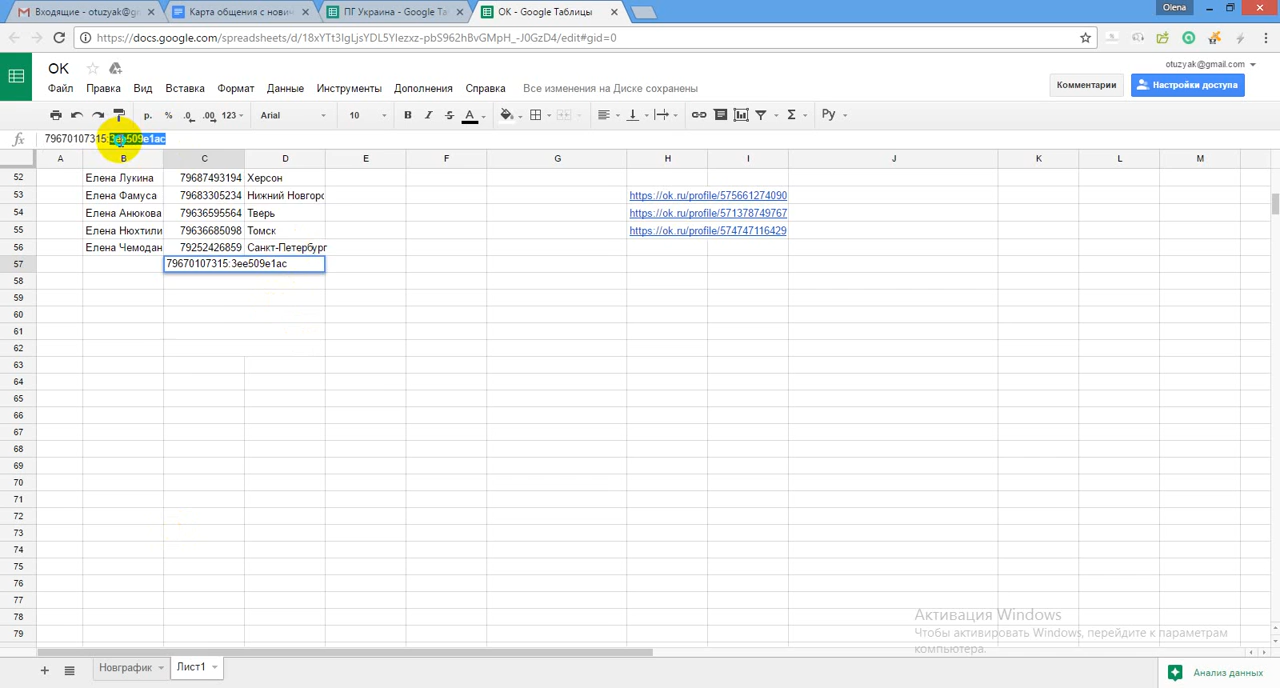 Входящие - otuzyak@g
Карта общения с нови
ПГ Украина - Google Та
ОК - Google Таблицы
Olena
https://docs.google.com/spreadsheets/d/18xYTt3IgLjsYDL5YIezxz-pbS962hBvGMpH_-J0GzD4/edit#gid=0
ОК
otuzyak@gmail.com
Файл Правка Вид Вставка Формат Данные Инструменты Дополнения Справка Все изменения на Диске сохранены
Комментарии
Настройки доступа
р. % .0 .00 123 Arial 10 B I S A Σ Ру
fx 79670107315:3ee509e1ac
A B C D E F G H I J K L M
52 Елена Лукина 79687493194 Херсон
53 Елена Фамуса 79683305234 Нижний Новгоро https://ok.ru/profile/575661274090
54 Елена Анюкова 79636595564 Тверь https://ok.ru/profile/571378749767
55 Елена Нюхтили 79636685098 Томск https://ok.ru/profile/574747116429
56 Елена Чемодан 79252426859 Санкт-Петербург
57 79670107315:3ee509e1ac
58
59
60
61
62
63
64
65
66
67
68
69
70
71
72
73
74
75
76
77
78
79
Активация Windows
Чтобы активировать Windows, перейдите к параметрам
компьютера.
Новграфик
Лист1
Анализ данных